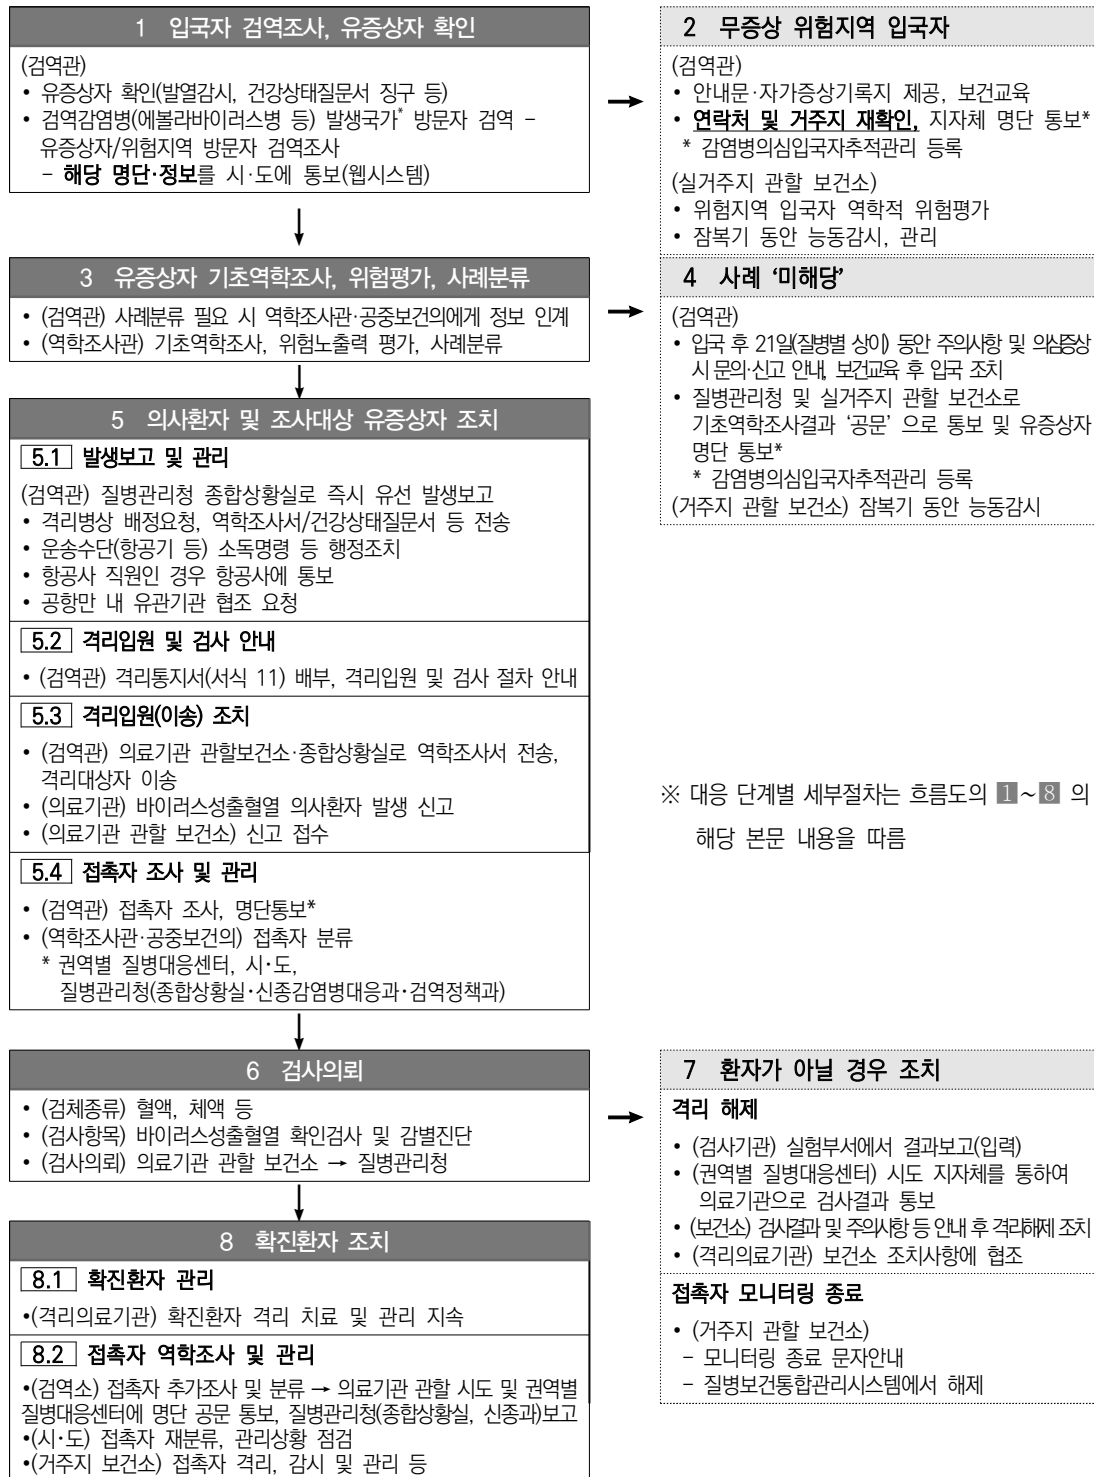 1 입국자 검역조사, 유증상자 확인
(검역관)
• 유증상자 확인(발열감시, 건강상태질문서 징구 등)
• 검역감염병(에볼라바이러스병 등) 발생국가* 방문자 검역 –
유증상자/위험지역 방문자 검역조사
– 해당 명단·정보를 시·도에 통보(웹시스템)
2 무증상 위험지역 입국자
(검역관)
• 안내문·자가증상기록지 제공, 보건교육
• 연락처 및 거주지 재확인, 지자체 명단 통보*
* 감염병의심입국자추적관리 등록
(실거주지 관할 보건소)
• 위험지역 입국자 역학적 위험평가
• 잠복기 동안 능동감시, 관리
3 유증상자 기초역학조사, 위험평가, 사례분류
• (검역관) 사례분류 필요 시 역학조사관·공중보건의에게 정보 인계
• (역학조사관) 기초역학조사, 위험노출력 평가, 사례분류
4 사례 ‘미해당’
(검역관)
• 입국 후 21일(질병별 상이) 동안 주의사항 및 의심증상
시 문의·신고 안내, 보건교육 후 입국 조치
• 질병관리청 및 실거주지 관할 보건소로
기초역학조사결과 ‘공문’ 으로 통보 및 유증상자
명단 통보*
* 감염병의심입국자추적관리 등록
(거주지 관할 보건소) 잠복기 동안 능동감시
5 의사환자 및 조사대상 유증상자 조치
5.1 발생보고 및 관리
(검역관) 질병관리청 종합상황실로 즉시 유선 발생보고
• 격리병상 배정요청, 역학조사서/건강상태질문서 등 전송
• 운송수단(항공기 등) 소독명령 등 행정조치
• 항공사 직원인 경우 항공사에 통보
• 공항만 내 유관기관 협조 요청
5.2 격리입원 및 검사 안내
• (검역관) 격리통지서(서식 11) 배부, 격리입원 및 검사 절차 안내
5.3 격리입원(이송) 조치
• (검역관) 의료기관 관할보건소·종합상황실로 역학조사서 전송,
격리대상자 이송
• (의료기관) 바이러스성출혈열 의사환자 발생 신고
• (의료기관 관할 보건소) 신고 접수
※ 대응 단계별 세부절차는 흐름도의 1~8 의
해당 본문 내용을 따름
5.4 접촉자 조사 및 관리
• (검역관) 접촉자 조사, 명단통보*
• (역학조사관·공중보건의) 접촉자 분류
* 권역별 질병대응센터, 시·도,
질병관리청(종합상황실·신종감염병대응과·검역정책과)
6 검사의뢰
• (검체종류) 혈액, 체액 등
• (검사항목) 바이러스성출혈열 확인검사 및 감별진단
• (검사의뢰) 의료기관 관할 보건소 → 질병관리청
7 환자가 아닐 경우 조치
격리 해제
• (검사기관) 실험부서에서 결과보고(입력)
• (권역별 질병대응센터) 시도 지자체를 통하여
의료기관으로 검사결과 통보
• (보건소) 검사결과 및 주의사항 등 안내 후 격리해제 조치
• (격리의료기관) 보건소 조치사항에 협조
접촉자 모니터링 종료
• (거주지 관할 보건소)
– 모니터링 종료 문자안내
– 질병보건통합관리시스템에서 해제
8 확진환자 조치
8.1 확진환자 관리
•(격리의료기관) 확진환자 격리 치료 및 관리 지속
8.2 접촉자 역학조사 및 관리
•(검역소) 접촉자 추가조사 및 분류 → 의료기관 관할 시도 및 권역별
질병대응센터에 명단 공문 통보, 질병관리청(종합상황실, 신종과)보고
•(시·도) 접촉자 재분류, 관리상황 점검
•(거주지 보건소) 접촉자 격리, 감시 및 관리 등